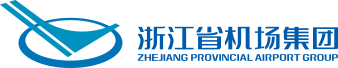 浙江省机场集团
ZHEJIANG PROVINCIAL AIRPORT GROUP